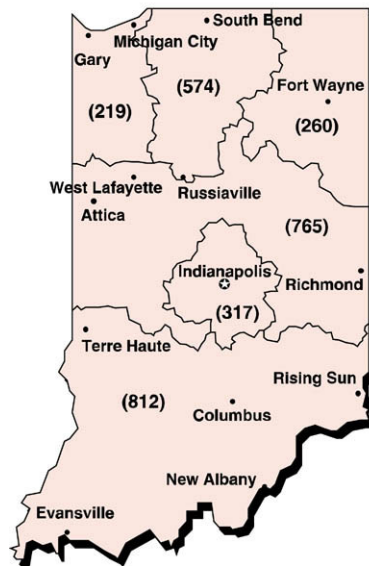 South Bend
Michigan City
Gary
Fort Wayne
(574)
(219)
(260)
West Lafayette
Russiaville
Attica
(765)
Indianapolis
Richmond
(317)
Terre Haute
Rising Sun
(812)
Columbus
New Albany
Evansville